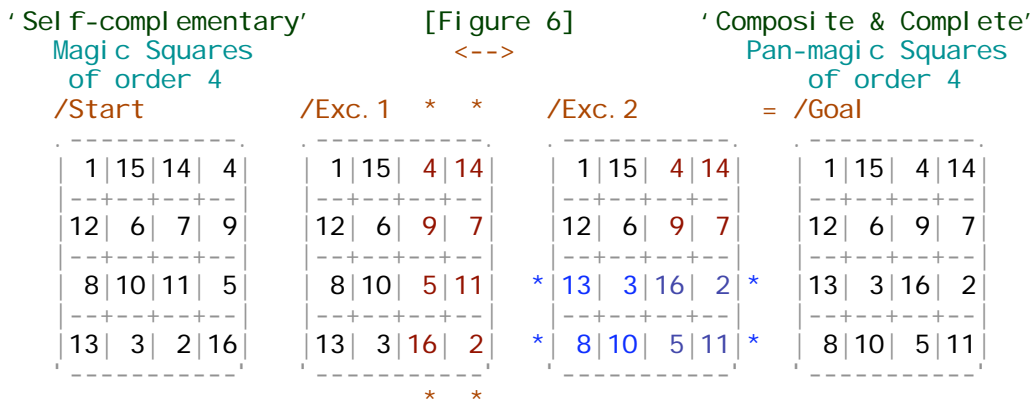 'Self-complementary' [Figure 6] 'Composite & Complete'
Magic Squares <--> Pan-magic Squares
of order 4 of order 4
/Start /Exc.1 * * /Exc.2 = /Goal
.-----------. .-----------. .-----------. .-----------.
| 1|15|14| 4| | 1|15| 4|14| | 1|15| 4|14| | 1|15| 4|14|
|--+--+--+--| |--+--+--+--| |--+--+--+--| |--+--+--+--|
|12| 6| 7| 9| |12| 6| 9| 7| |12| 6| 9| 7| |12| 6| 9| 7|
|--+--+--+--| |--+--+--+--| |--+--+--+--| |--+--+--+--|
| 8|10|11| 5| | 8|10| 5|11| *|13| 3|16| 2|* |13| 3|16| 2|
|--+--+--+--| |--+--+--+--| |--+--+--+--| |--+--+--+--|
|13| 3| 2|16| |13| 3|16| 2| *| 8|10| 5|11|* | 8|10| 5|11|
'-----------' '-----------' '-----------' '-----------'
* *